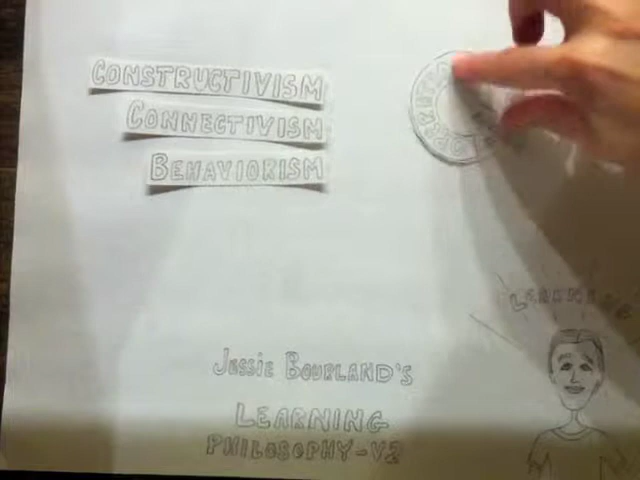 CONSTRUCTIVISM
CONNECTIVISM
BEHAVIORISM
JESSIE BOURLAND'S
LEARNING
PHILOSOPHY-V2